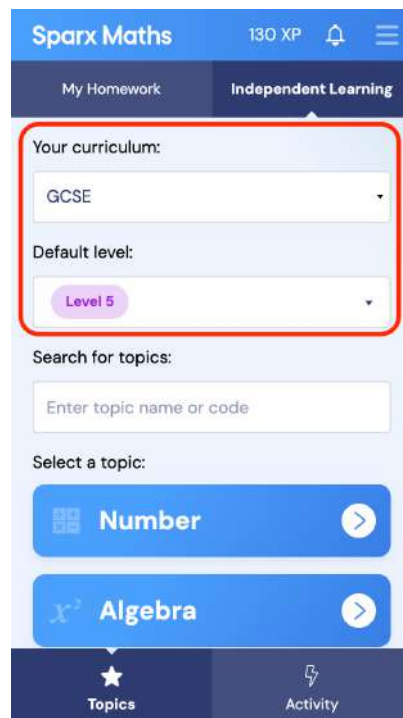 Sparx Maths 130 XP
My Homework Independent Learning
Your curriculum:
GCSE
Default level:
Level 5
Search for topics:
Enter topic name or code
Select a topic:
Number
x² Algebra
Topics Activity